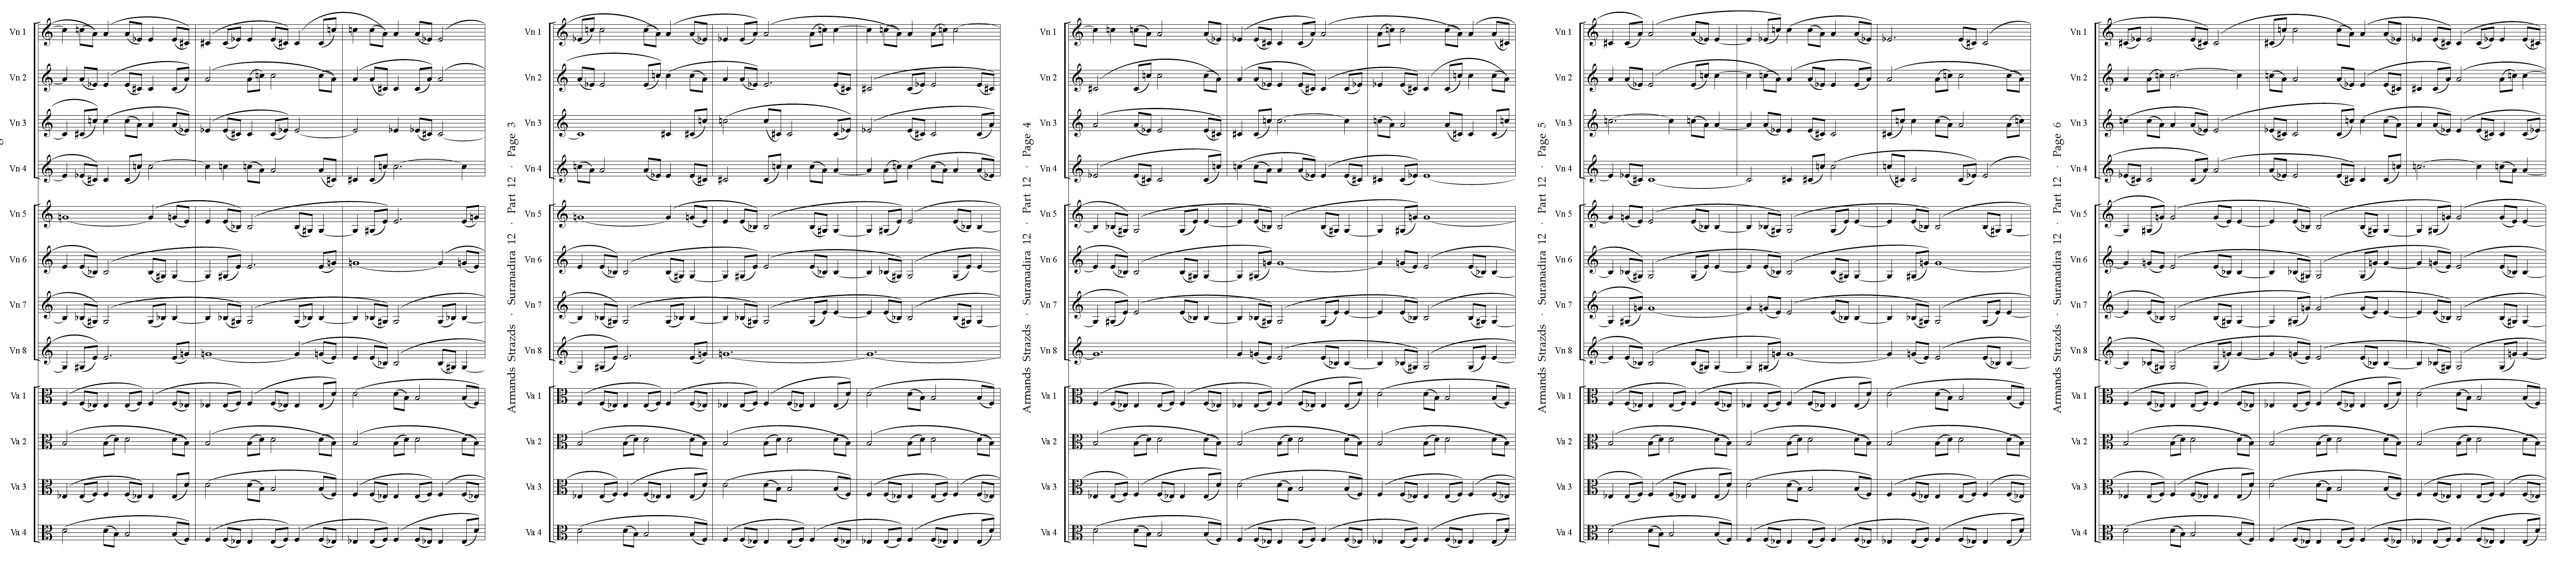 Vn 1
Vn 2
Vn 3
Vn 4
Vn 5
Vn 6
Vn 7
Vn 8
Va 1
Va 2
Va 3
Va 4
Armands Strazds · Suranadira 12 · Part 12 · Page 3
Vn 1
Vn 2
Vn 3
Vn 4
Vn 5
Vn 6
Vn 7
Vn 8
Va 1
Va 2
Va 3
Va 4
Armands Strazds · Suranadira 12 · Part 12 · Page 4
Vn 1
Vn 2
Vn 3
Vn 4
Vn 5
Vn 6
Vn 7
Vn 8
Va 1
Va 2
Va 3
Va 4
Armands Strazds · Suranadira 12 · Part 12 · Page 5
Vn 1
Vn 2
Vn 3
Vn 4
Vn 5
Vn 6
Vn 7
Vn 8
Va 1
Va 2
Va 3
Va 4
Armands Strazds · Suranadira 12 · Part 12 · Page 6
Vn 1
Vn 2
Vn 3
Vn 4
Vn 5
Vn 6
Vn 7
Vn 8
Va 1
Va 2
Va 3
Va 4